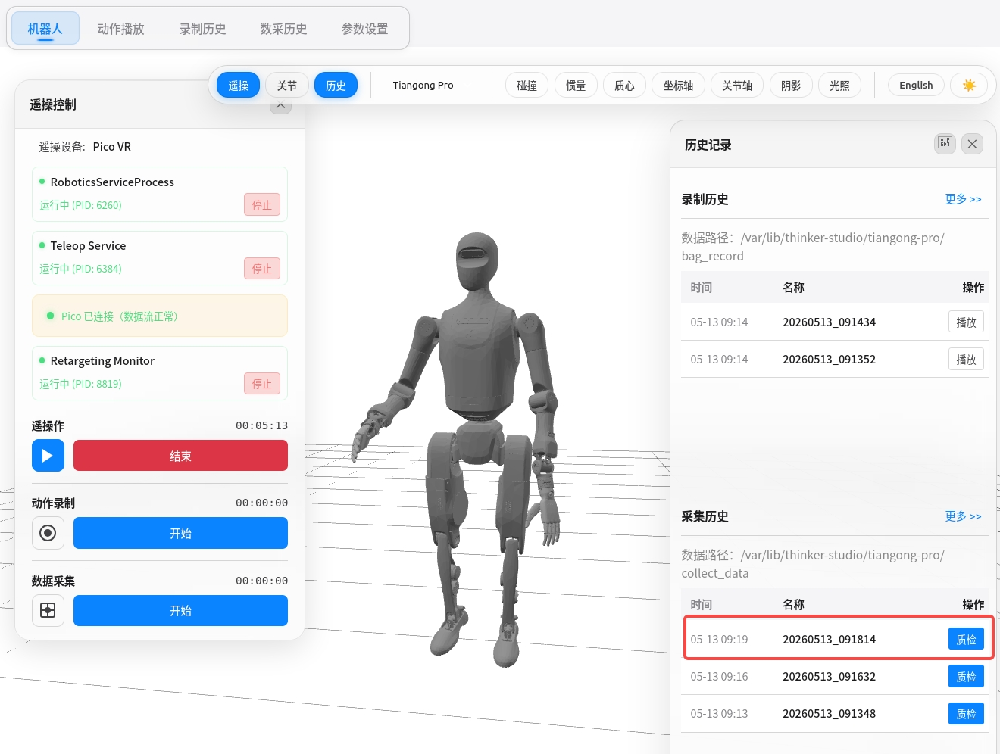 机器人 动作播放 录制历史 数采历史 参数设置
遥操 关节 历史 Tiangong Pro 碰撞 惯量 质心 坐标轴 关节轴 阴影 光照 English
遥操控制
遥操设备: Pico VR
RoboticsServiceProcess
运行中 (PID: 6260) 停止
Teleop Service
运行中 (PID: 6384) 停止
Pico 已连接（数据流正常）
Retargeting Monitor
运行中 (PID: 8819) 停止
遥操作 00:05:13
结束
动作录制 00:00:00
开始
数据采集 00:00:00
开始
历史记录
录制历史 更多 >>
数据路径：/var/lib/thinker-studio/tiangong-pro/
bag_record
时间 名称 操作
05-13 09:14 20260513_091434 播放
05-13 09:14 20260513_091352 播放
采集历史 更多 >>
数据路径：/var/lib/thinker-studio/tiangong-pro/
collect_data
时间 名称 操作
05-13 09:19 20260513_091814 质检
05-13 09:16 20260513_091632 质检
05-13 09:13 20260513_091348 质检